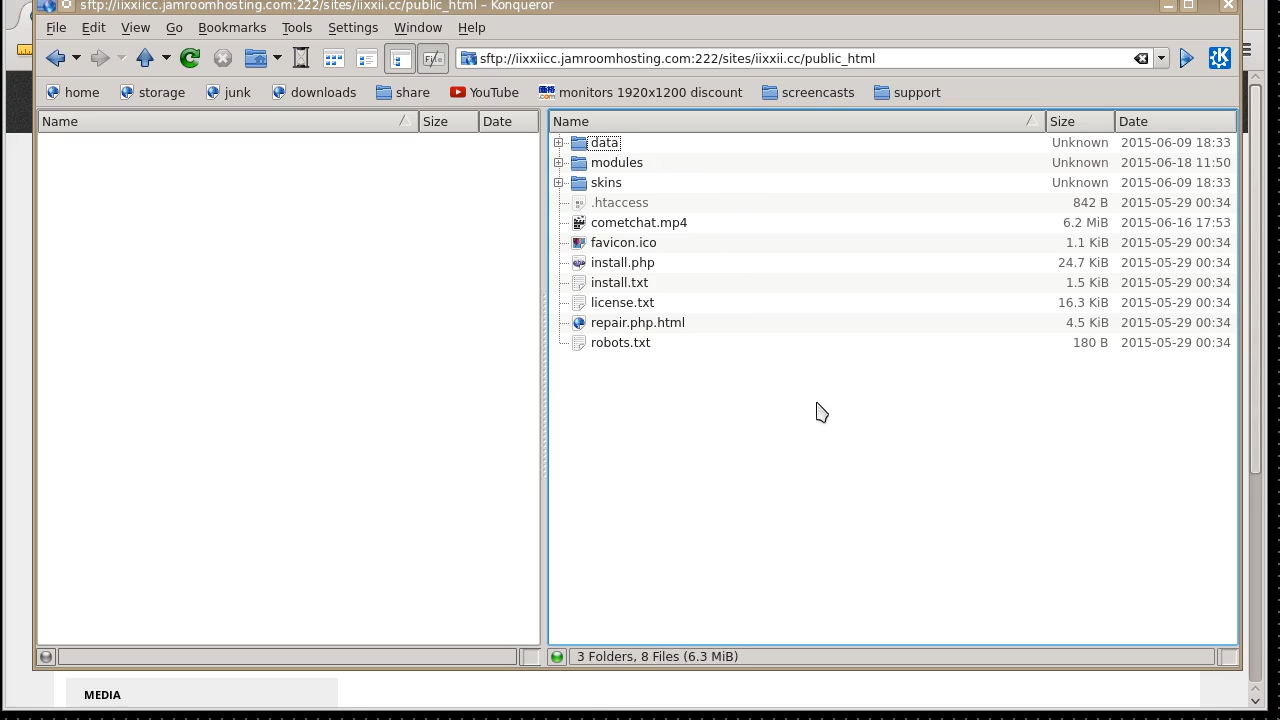 sftp://iixxiicc.jamroomhosting.com:222/sites/iixxii.cc/public_html – Konqueror
File Edit View Go Bookmarks Tools Settings Window Help
sftp://iixxiicc.jamroomhosting.com:222/sites/iixxii.cc/public_html
home storage junk downloads share YouTube monitors 1920x1200 discount screencasts support
Name Size Date
Name Size Date
data Unknown 2015-06-09 18:33
modules Unknown 2015-06-18 11:50
skins Unknown 2015-06-09 18:33
.htaccess 842 B 2015-05-29 00:34
cometchat.mp4 6.2 MiB 2015-06-16 17:53
favicon.ico 1.1 KiB 2015-05-29 00:34
install.php 24.7 KiB 2015-05-29 00:34
install.txt 1.5 KiB 2015-05-29 00:34
license.txt 16.3 KiB 2015-05-29 00:34
repair.php.html 4.5 KiB 2015-05-29 00:34
robots.txt 180 B 2015-05-29 00:34
3 Folders, 8 Files (6.3 MiB)
MEDIA